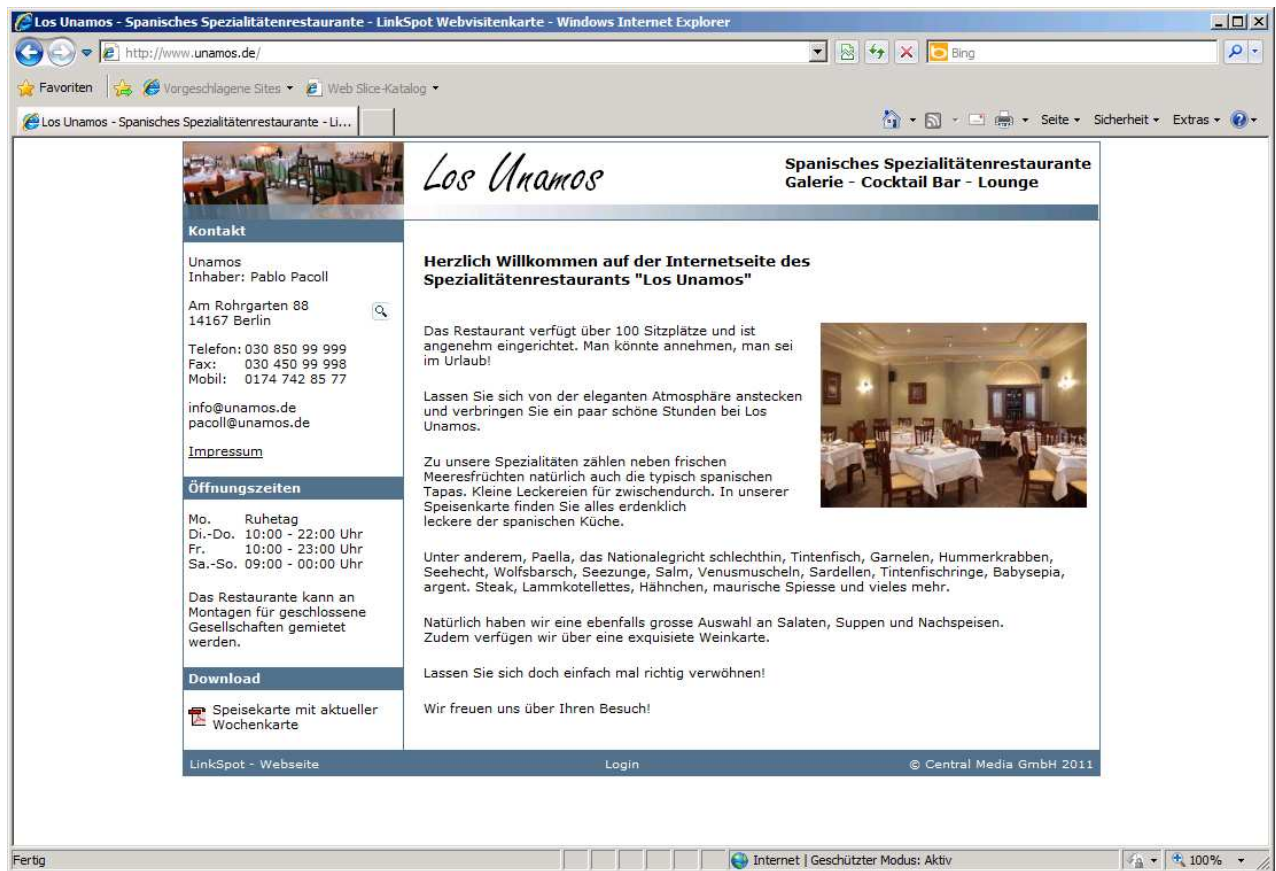 Los Unamos - Spanisches Spezialitätenrestaurante - LinkSpot Webvisitenkarte - Windows Internet Explorer
http://www.unamos.de/
Bing
Favoriten
Vorgeschlagene Sites
Web Slice-Katalog
Los Unamos - Spanisches Spezialitätenrestaurante - Li...
Seite
Sicherheit
Extras
Los Unamos
Spanisches Spezialitätenrestaurante
Galerie - Cocktail Bar - Lounge
Kontakt
Unamos
Inhaber: Pablo Pacoll
Am Rohrgarten 88
14167 Berlin
Telefon: 030 850 99 999
Fax: 030 450 99 998
Mobil: 0174 742 85 77
info@unamos.de
pacoll@unamos.de
Impressum
Öffnungszeiten
Mo. Ruhetag
Di.-Do. 10:00 - 22:00 Uhr
Fr. 10:00 - 23:00 Uhr
Sa.-So. 09:00 - 00:00 Uhr
Das Restaurante kann an
Montagen für geschlossene
Gesellschaften gemietet
werden.
Download
Speisekarte mit aktueller
Wochenkarte
Herzlich Willkommen auf der Internetseite des
Spezialitätenrestaurants "Los Unamos"
Das Restaurant verfügt über 100 Sitzplätze und ist
angenehm eingerichtet. Man könnte annehmen, man sei
im Urlaub!
Lassen Sie sich von der eleganten Atmosphäre anstecken
und verbringen Sie ein paar schöne Stunden bei Los
Unamos.
Zu unsere Spezialitäten zählen neben frischen
Meeresfrüchten natürlich auch die typisch spanischen
Tapas. Kleine Leckereien für zwischendurch. In unserer
Speisenkarte finden Sie alles erdenklich
leckere der spanischen Küche.
Unter anderem, Paella, das Nationalegricht schlechthin, Tintenfisch, Garnelen, Hummerkrabben,
Seehecht, Wolfsbarsch, Seezunge, Salm, Venusmuscheln, Sardellen, Tintenfischringe, Babysepia,
argent. Steak, Lammkotellettes, Hähnchen, maurische Spiesse und vieles mehr.
Natürlich haben wir eine ebenfalls grosse Auswahl an Salaten, Suppen und Nachspeisen.
Zudem verfügen wir über eine exquisiete Weinkarte.
Lassen Sie sich doch einfach mal richtig verwöhnen!
Wir freuen uns über Ihren Besuch!
LinkSpot - Webseite
Login
© Central Media GmbH 2011
Fertig
Internet | Geschützter Modus: Aktiv
100%